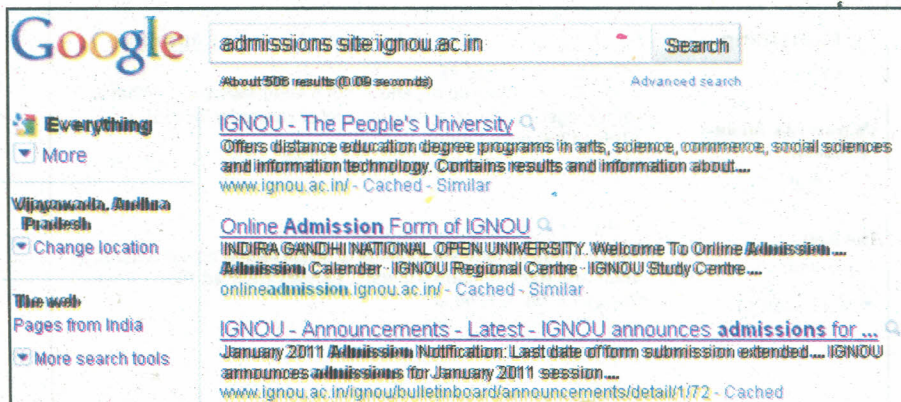 Google
admissions site:ignou.ac.in Search
About 506 results (0.09 seconds) Advanced search
Everything
More
Vijayawada, Andhra
Pradesh
Change location
The web
Pages from India
More search tools
IGNOU - The People's University
Offers distance education degree programs in arts, science, commerce, social sciences
and information technology. Contains results and information about....
www.ignou.ac.in/ - Cached - Similar
Online Admission Form of IGNOU
INDIRA GANDHI NATIONAL OPEN UNIVERSITY. Welcome To Online Admission....
Admission Calender · IGNOU Regional Centre · IGNOU Study Centre....
onlineadmission.ignou.ac.in/ - Cached - Similar
IGNOU - Announcements - Latest - IGNOU announces admissions for ...
January 2011 Admission Notification: Last date of form submission extended.... IGNOU
announces admissions for January 2011 session....
www.ignou.ac.in/ignou/bulletinboard/announcements/detail/1/72 - Cached